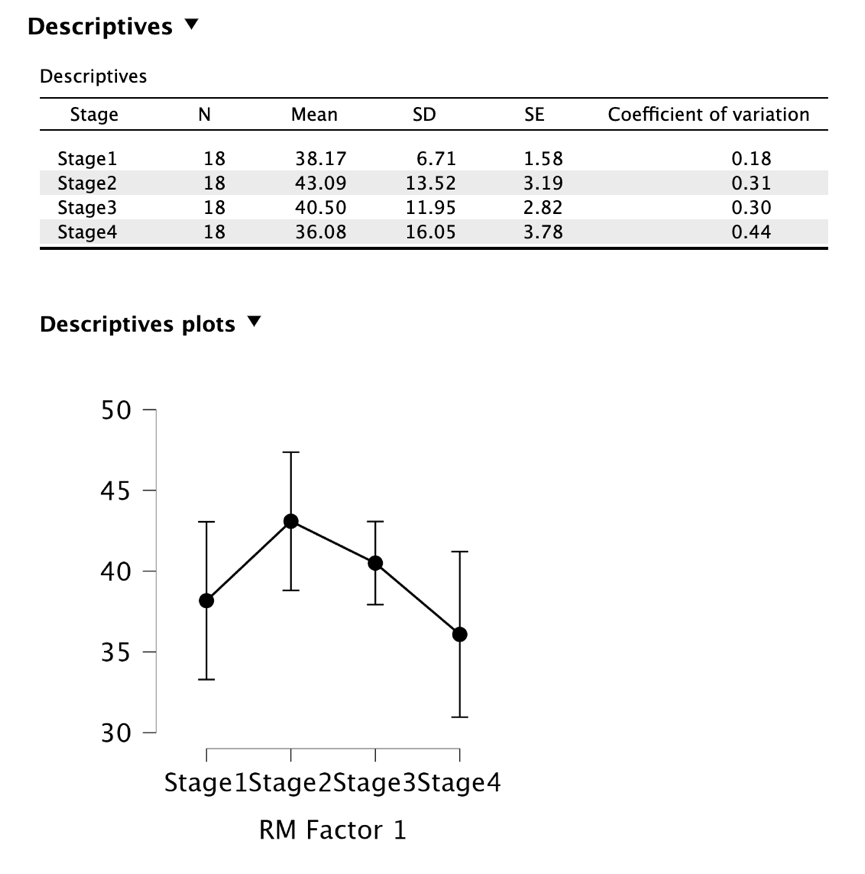 Descriptives ▼
Descriptives
Stage N Mean SD SE Coefficient of variation
Stage1 18 38.17 6.71 1.58 0.18
Stage2 18 43.09 13.52 3.19 0.31
Stage3 18 40.50 11.95 2.82 0.30
Stage4 18 36.08 16.05 3.78 0.44
Descriptives plots ▼
50
45
40
35
30
Stage1Stage2Stage3Stage4
RM Factor 1